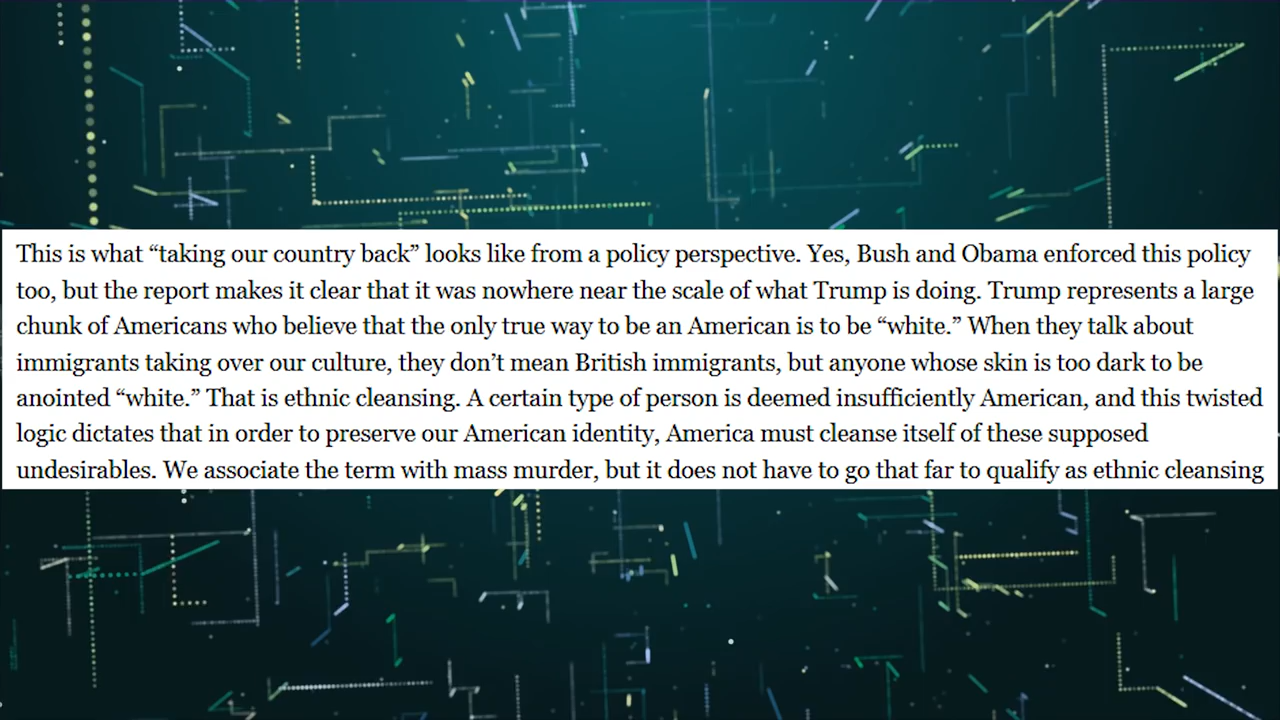 This is what “taking our country back” looks like from a policy perspective. Yes, Bush and Obama enforced this policy
too, but the report makes it clear that it was nowhere near the scale of what Trump is doing. Trump represents a large
chunk of Americans who believe that the only true way to be an American is to be “white.” When they talk about
immigrants taking over our culture, they don’t mean British immigrants, but anyone whose skin is too dark to be
anointed “white.” That is ethnic cleansing. A certain type of person is deemed insufficiently American, and this twisted
logic dictates that in order to preserve our American identity, America must cleanse itself of these supposed
undesirables. We associate the term with mass murder, but it does not have to go that far to qualify as ethnic cleansing